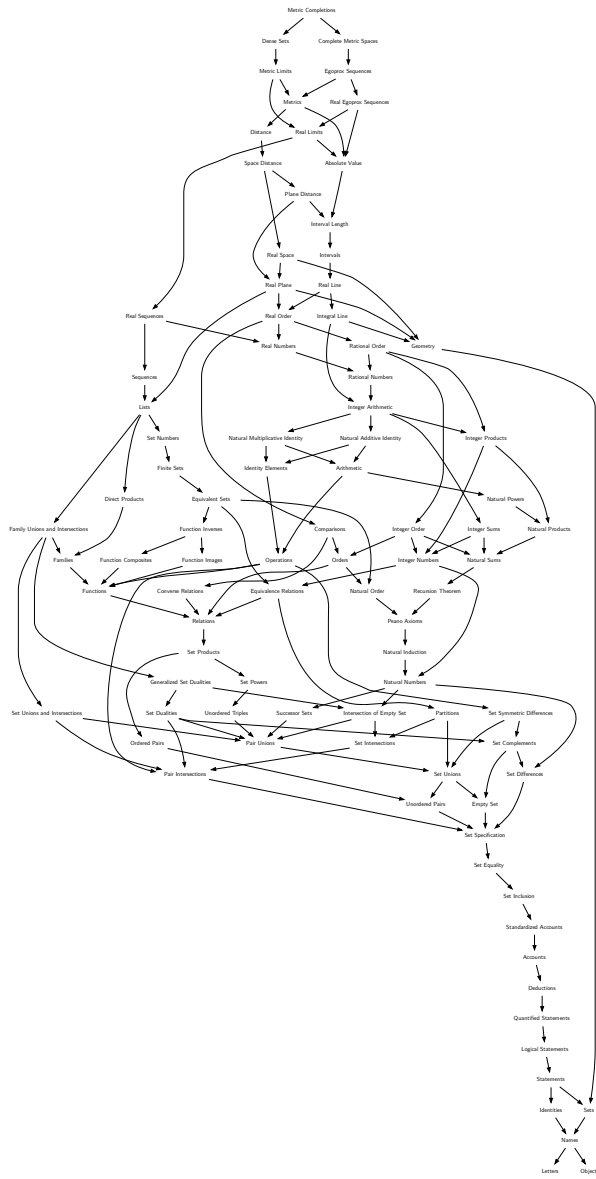 Metric Completions
Dense Sets
Complete Metric Spaces
Metric Limits
Egoprox Sequences
Metrics
Real Egoprox Sequences
Distance
Real Limits
Space Distance
Absolute Value
Plane Distance
Interval Length
Real Space
Intervals
Real Plane
Real Line
Real Sequences
Real Order
Integral Line
Real Numbers
Rational Order
Geometry
Sequences
Rational Numbers
Lists
Integer Arithmetic
Set Numbers
Natural Multiplicative Identity
Natural Additive Identity
Integer Products
Finite Sets
Identity Elements
Arithmetic
Direct Products
Equivalent Sets
Natural Powers
Family Unions and Intersections
Function Inverses
Comparisons
Integer Order
Integer Sums
Natural Products
Families
Function Composites
Function Images
Operations
Orders
Integer Numbers
Natural Sums
Functions
Converse Relations
Equivalence Relations
Natural Order
Recursion Theorem
Relations
Peano Axioms
Set Products
Natural Induction
Generalized Set Dualities
Set Powers
Natural Numbers
Set Unions and Intersections
Set Dualities
Unordered Triples
Successor Sets
Intersection of Empty Set
Partitions
Set Symmetric Differences
Ordered Pairs
Pair Unions
Set Intersections
Set Complements
Pair Intersections
Set Unions
Set Differences
Unordered Pairs
Empty Set
Set Specification
Set Equality
Set Inclusion
Standardized Accounts
Accounts
Deductions
Quantified Statements
Logical Statements
Statements
Identities
Sets
Names
Letters
Object